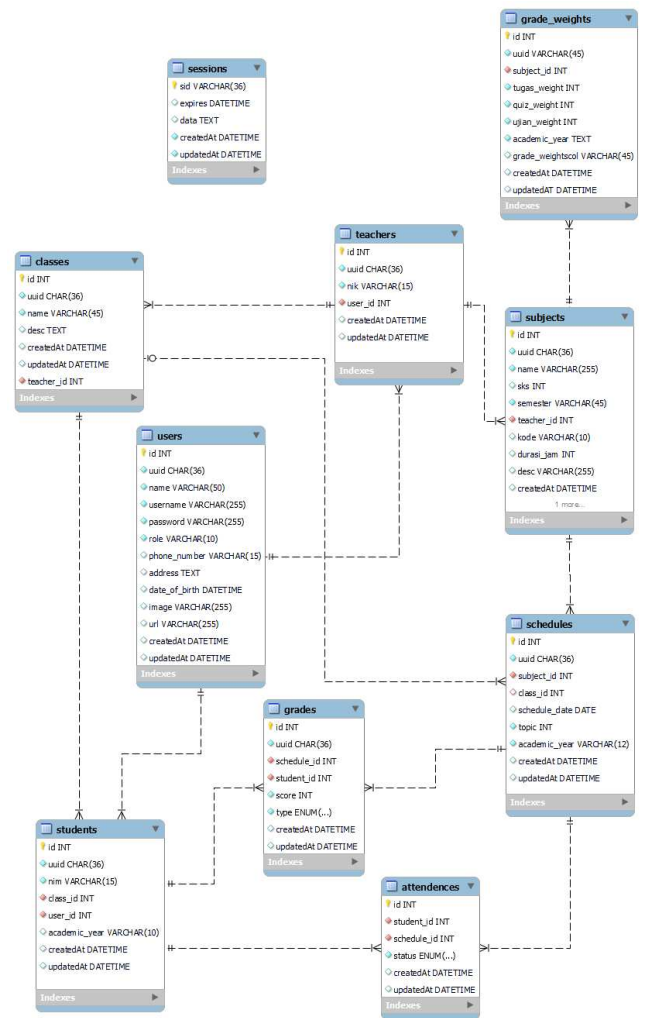 grade_weights
id INT
uuid VARCHAR(45)
subject_id INT
tugas_weight INT
quiz_weight INT
ujian_weight INT
academic_year TEXT
grade_weightscol VARCHAR(45)
createdAt DATETIME
updatedAT DATETIME
Indexes
sessions
sid VARCHAR(36)
expires DATETIME
data TEXT
createdAt DATETIME
updatedAt DATETIME
Indexes
teachers
id INT
uuid CHAR(36)
nik VARCHAR(15)
user_id INT
createdAt DATETIME
updatedAt DATETIME
Indexes
classes
id INT
uuid CHAR(36)
name VARCHAR(45)
desc TEXT
createdAt DATETIME
updatedAt DATETIME
teacher_id INT
Indexes
subjects
id INT
uuid CHAR(36)
name VARCHAR(255)
sks INT
semester VARCHAR(45)
teacher_id INT
kode VARCHAR(10)
durasi_jam INT
desc VARCHAR(255)
createdAt DATETIME
1 more...
Indexes
users
id INT
uuid CHAR(36)
name VARCHAR(50)
username VARCHAR(255)
password VARCHAR(255)
role VARCHAR(10)
phone_number VARCHAR(15)
address TEXT
date_of_birth DATETIME
image VARCHAR(255)
url VARCHAR(255)
createdAt DATETIME
updatedAt DATETIME
Indexes
schedules
id INT
uuid CHAR(36)
subject_id INT
class_id INT
schedule_date DATE
topic INT
academic_year VARCHAR(12)
createdAt DATETIME
updatedAt DATETIME
Indexes
grades
id INT
uuid CHAR(36)
schedule_id INT
student_id INT
score INT
type ENUM(...)
createdAt DATETIME
updatedAt DATETIME
Indexes
students
id INT
uuid CHAR(36)
nim VARCHAR(15)
class_id INT
user_id INT
academic_year VARCHAR(10)
createdAt DATETIME
updatedAt DATETIME
Indexes
attendences
id INT
student_id INT
schedule_id INT
status ENUM(...)
createdAt DATETIME
updatedAt DATETIME
Indexes